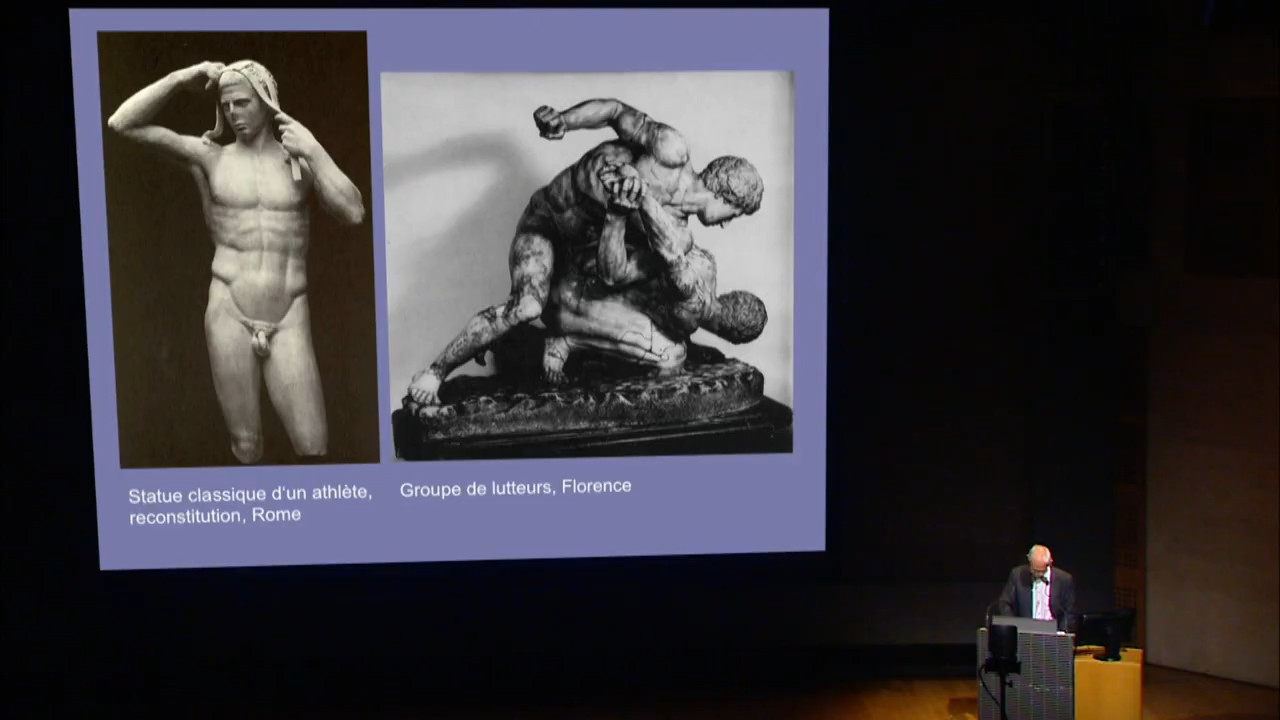 Statue classique d'un athlète,
reconstitution, Rome
Groupe de lutteurs, Florence